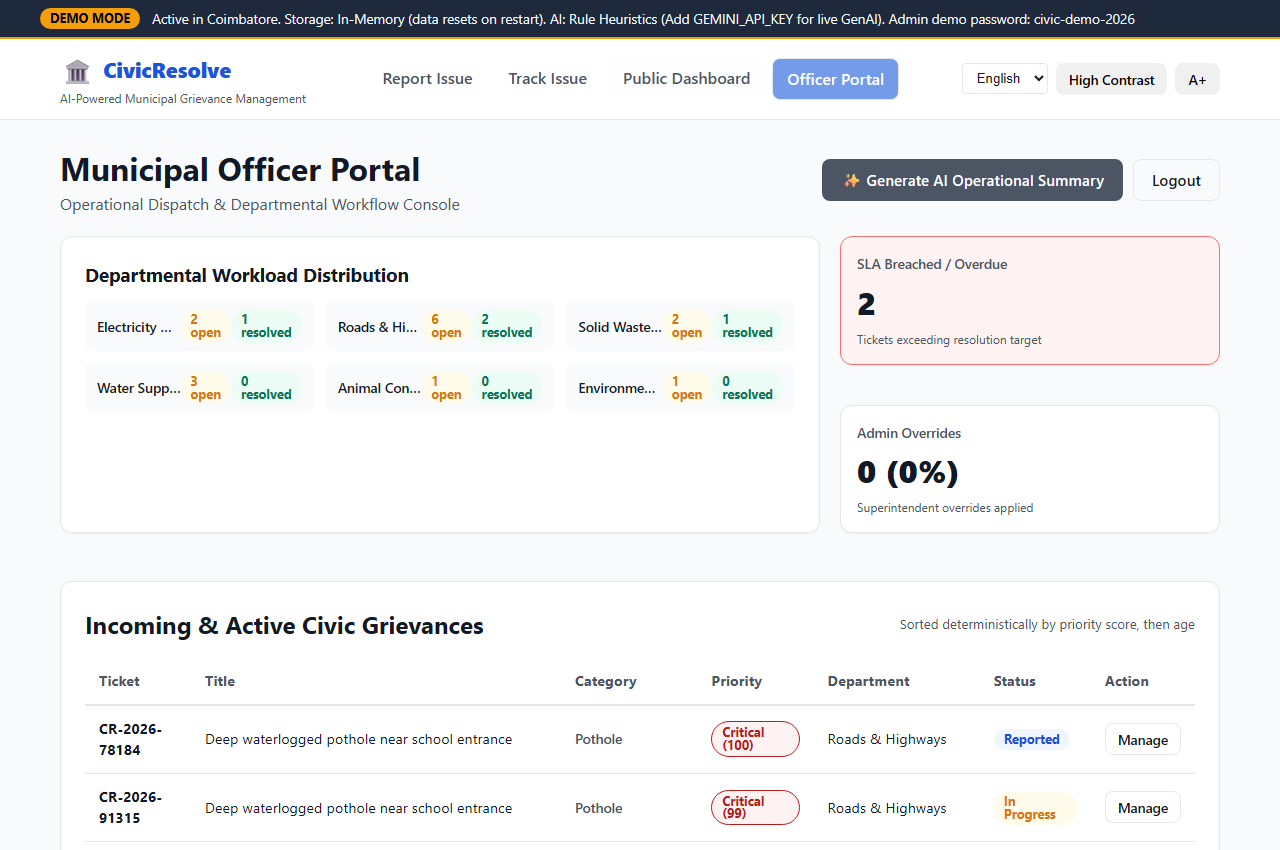 DEMO MODE Active in Coimbatore. Storage: In-Memory (data resets on restart). AI: Rule Heuristics (Add GEMINI_API_KEY for live GenAI). Admin demo password: civic-demo-2026
CivicResolve
AI-Powered Municipal Grievance Management
Report Issue Track Issue Public Dashboard Officer Portal
English High Contrast A+
Municipal Officer Portal
Operational Dispatch & Departmental Workflow Console
✨ Generate AI Operational Summary Logout
Departmental Workload Distribution
Electricity ... 2 open 1 resolved
Roads & Hi... 6 open 2 resolved
Solid Waste... 2 open 1 resolved
Water Supp... 3 open 0 resolved
Animal Con... 1 open 0 resolved
Environme... 1 open 0 resolved
SLA Breached / Overdue
2
Tickets exceeding resolution target
Admin Overrides
0 (0%)
Superintendent overrides applied
Incoming & Active Civic Grievances
Sorted deterministically by priority score, then age
Ticket Title Category Priority Department Status Action
CR-2026-78184 Deep waterlogged pothole near school entrance Pothole Critical (100) Roads & Highways Reported Manage
CR-2026-91315 Deep waterlogged pothole near school entrance Pothole Critical (99) Roads & Highways In Progress Manage